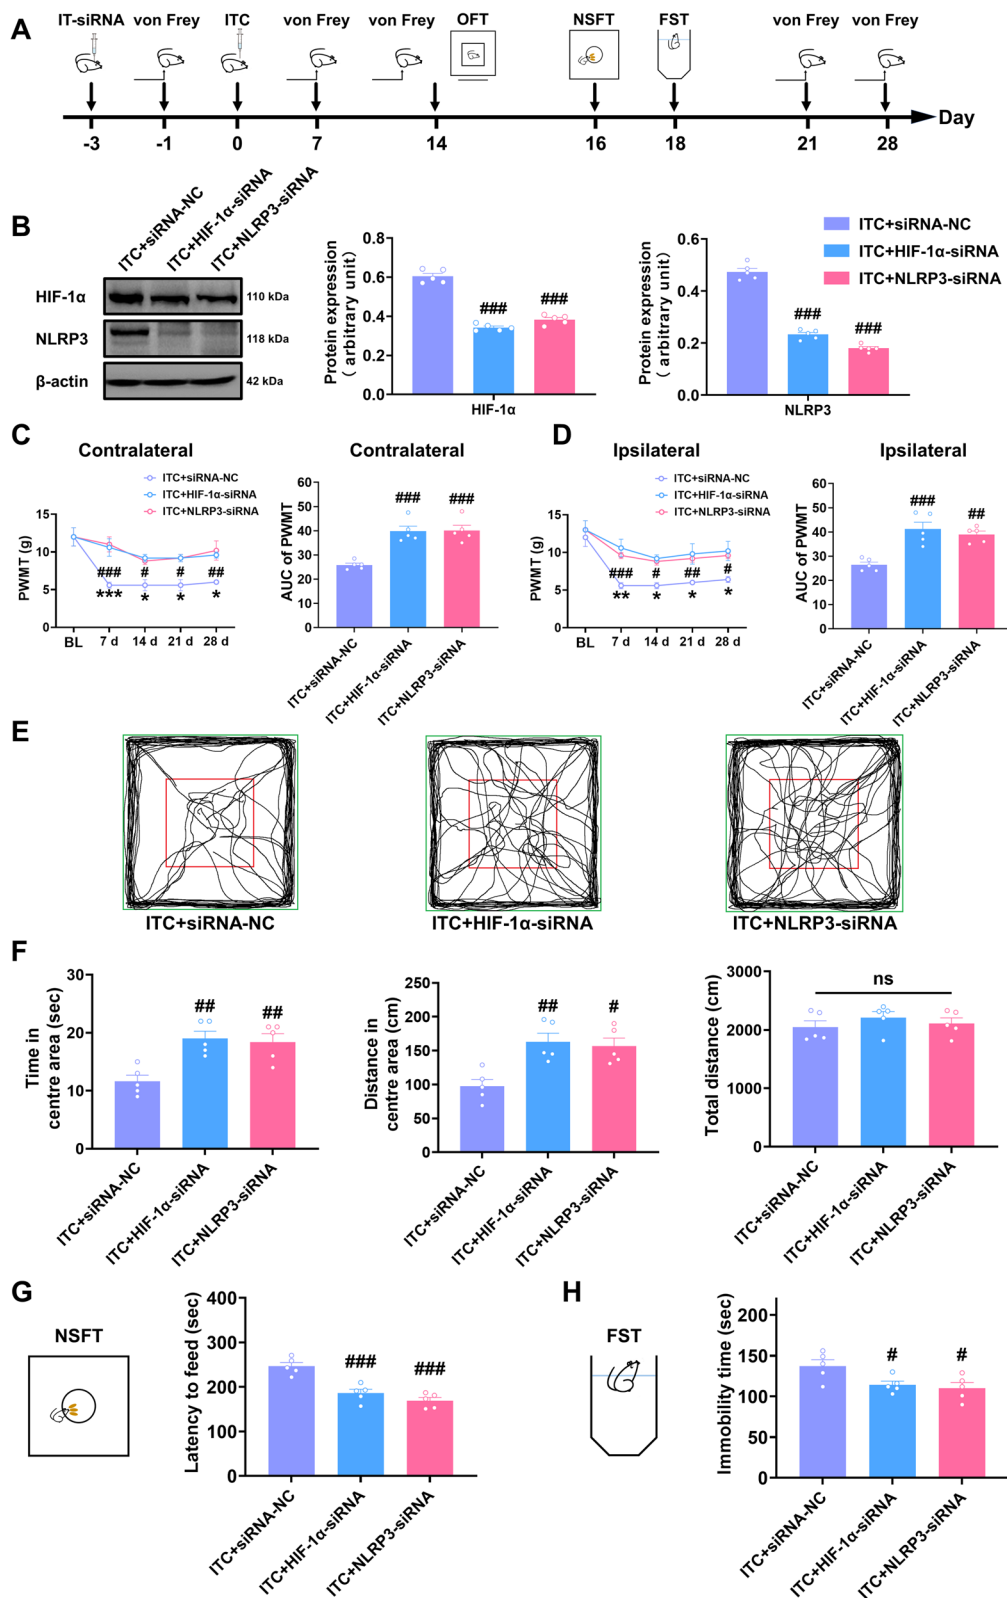 A
IT-siRNA von Frey ITC von Frey von Frey OFT NSFT FST von Frey von Frey
Day
-3 -1 0 7 14 16 18 21 28
B
ITC+siRNA-NC
ITC+HIF-1α-siRNA
ITC+NLRP3-siRNA
HIF-1α 110 kDa
NLRP3 118 kDa
β-actin 42 kDa
Protein expression
( arbitrary unit)
0.8
0.6
0.4
0.2
0.0
### ###
HIF-1α
Protein expression
( arbitrary unit)
0.6
0.4
0.2
0.0
### ###
NLRP3
ITC+siRNA-NC
ITC+HIF-1α-siRNA
ITC+NLRP3-siRNA
C
Contralateral
ITC+siRNA-NC
ITC+HIF-1α-siRNA
ITC+NLRP3-siRNA
PWMT (g)
15
10
5
0
### # # ##
*** * * *
BL 7 d 14 d 21 d 28 d
Contralateral
AUC of PWMT
60
50
40
30
20
10
0
### ###
ITC+siRNA-NC
ITC+HIF-1α-siRNA
ITC+NLRP3-siRNA
D
Ipsilateral
ITC+siRNA-NC
ITC+HIF-1α-siRNA
ITC+NLRP3-siRNA
PWMT (g)
15
10
5
0
### # ## #
** * * *
BL 7 d 14 d 21 d 28 d
Ipsilateral
AUC of PWMT
60
50
40
30
20
10
0
### ##
ITC+siRNA-NC
ITC+HIF-1α-siRNA
ITC+NLRP3-siRNA
E
ITC+siRNA-NC ITC+HIF-1α-siRNA ITC+NLRP3-siRNA
F
Time in
centre area (sec)
30
20
10
0
## ##
ITC+siRNA-NC
ITC+HIF-1α-siRNA
ITC+NLRP3-siRNA
Distance in
centre area (cm)
250
200
150
100
50
0
## #
ITC+siRNA-NC
ITC+HIF-1α-siRNA
ITC+NLRP3-siRNA
Total distance (cm)
3000
2000
1000
0
ns
ITC+siRNA-NC
ITC+HIF-1α-siRNA
ITC+NLRP3-siRNA
G
NSFT
Latency to feed (sec)
400
300
200
100
0
### ###
ITC+siRNA-NC
ITC+HIF-1α-siRNA
ITC+NLRP3-siRNA
H
FST
Immobility time (sec)
200
150
100
50
0
# #
ITC+siRNA-NC
ITC+HIF-1α-siRNA
ITC+NLRP3-siRNA